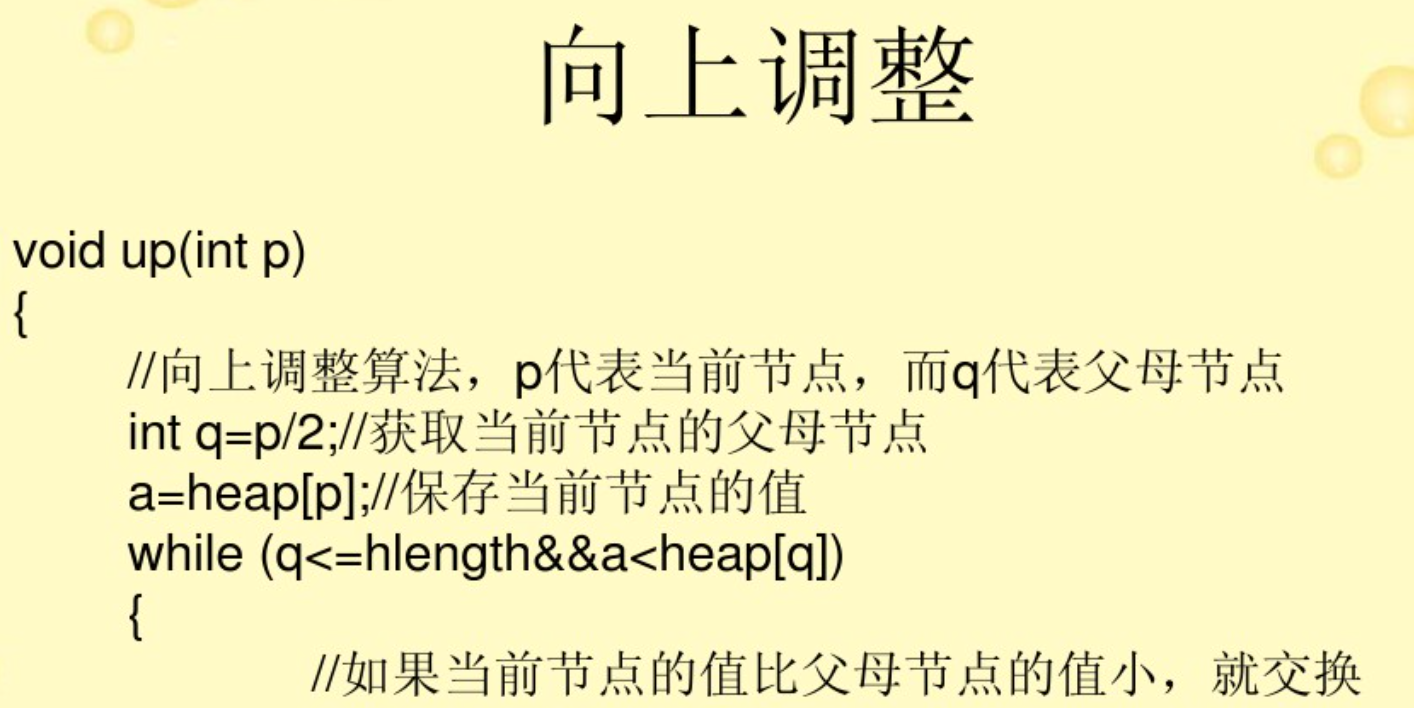 向上调整
void up(int p)
{
//向上调整算法，p代表当前节点，而q代表父母节点
int q=p/2;//获取当前节点的父母节点
a=heap[p];//保存当前节点的值
while (q<=hlength&&a<heap[q])
{
//如果当前节点的值比父母节点的值小，就交换